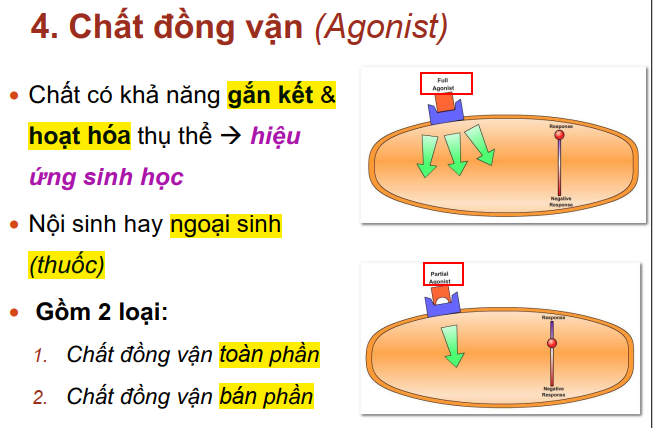 4. Chất đồng vận (Agonist)
• Chất có khả năng gắn kết &
hoạt hóa thụ thể → hiệu
ứng sinh học
• Nội sinh hay ngoại sinh
(thuốc)
• Gồm 2 loại:
1. Chất đồng vận toàn phần
2. Chất đồng vận bán phần
Full
Agonist
Response
Negative
Response
Partial
Agonist
Response
Negative
Response